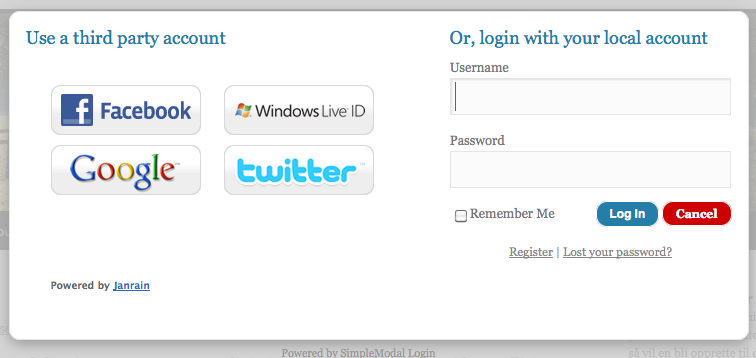 Use a third party account
Facebook
Windows Live ID
Google™
twitter™
Powered by Janrain
Or, login with your local account
Username
Password
Remember Me
Log In
Cancel
Register | Lost your password?
Powered by SimpleModal Login
så vil en bli opprette til